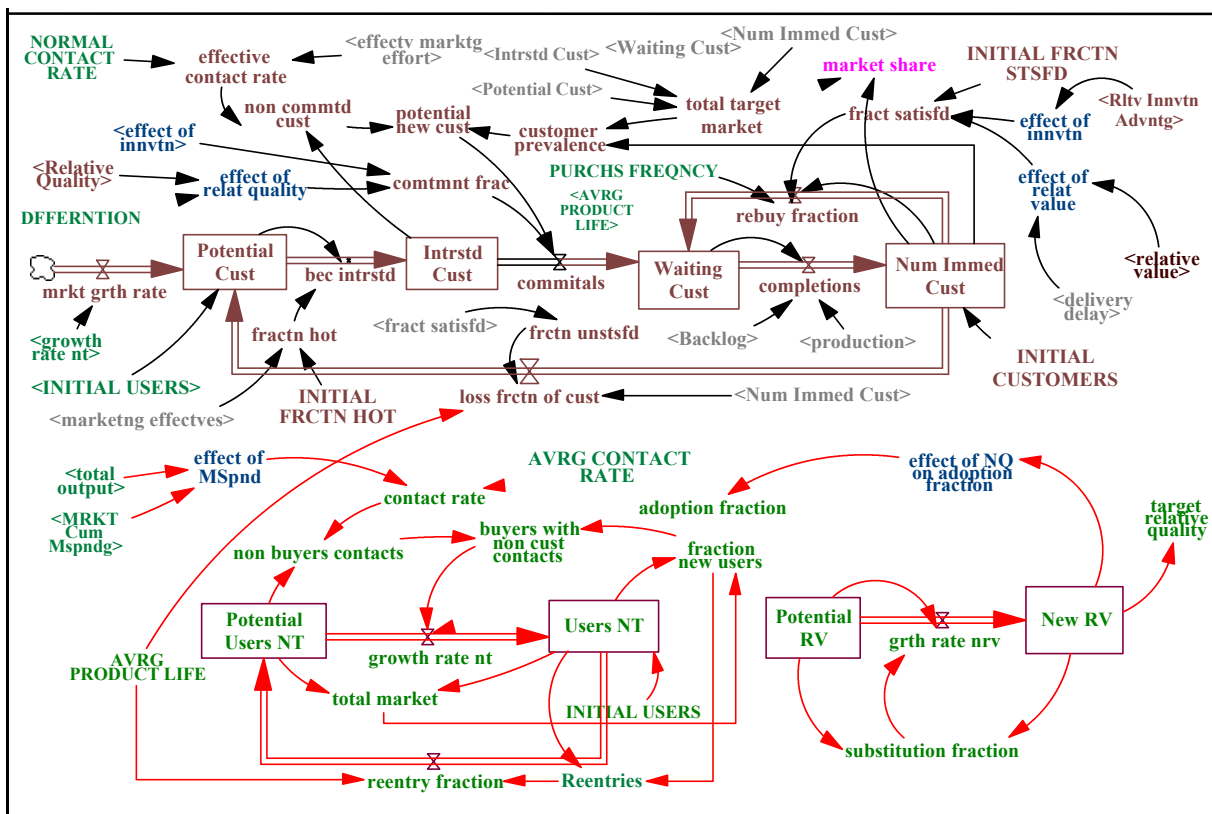 NORMAL
CONTACT
RATE
effective
contact rate
<effectv marktg
effort>
<Intrstd Cust>
<Waiting Cust>
<Num Immed Cust>
market share
INITIAL FRCTN
STSFD
<Potential Cust>
total target
market
fract satisfd
effect of
innvtn
<Rltv Innvtn
Advntg>
non commtd
cust
potential
new cust
customer
prevalence
<effect of
innvtn>
<Relative
Quality>
effect of
relat quality
comtmnt frac
PURCHS FREQNCY
<AVRG
PRODUCT
LIFE>
rebuy fraction
effect of
relat
value
DFFERNTION
Potential
Cust
Intrstd
Cust
Waiting
Cust
Num Immed
Cust
<relative
value>
mrkt grth rate
bec intrstd
commitals
completions
<delivery
delay>
<growth
rate nt>
fractn hot
<fract satisfd>
frctn unstsfd
<Backlog>
<production>
<INITIAL USERS>
INITIAL
CUSTOMERS
<marketng effectves>
INITIAL
FRCTN HOT
loss frctn of cust
<Num Immed Cust>
<total
output>
effect of
MSpnd
AVRG CONTACT
RATE
effect of NQ
on adoption
fraction
<MRKT
Cum
Mspndg>
contact rate
adoption fraction
target
relative
quality
non buyers contacts
buyers with
non cust
contacts
fraction
new users
Potential
Users NT
Users NT
Potential
RV
New RV
growth rate nt
grth rate nrv
AVRG
PRODUCT LIFE
total market
INITIAL USERS
substitution fraction
reentry fraction
Reentries